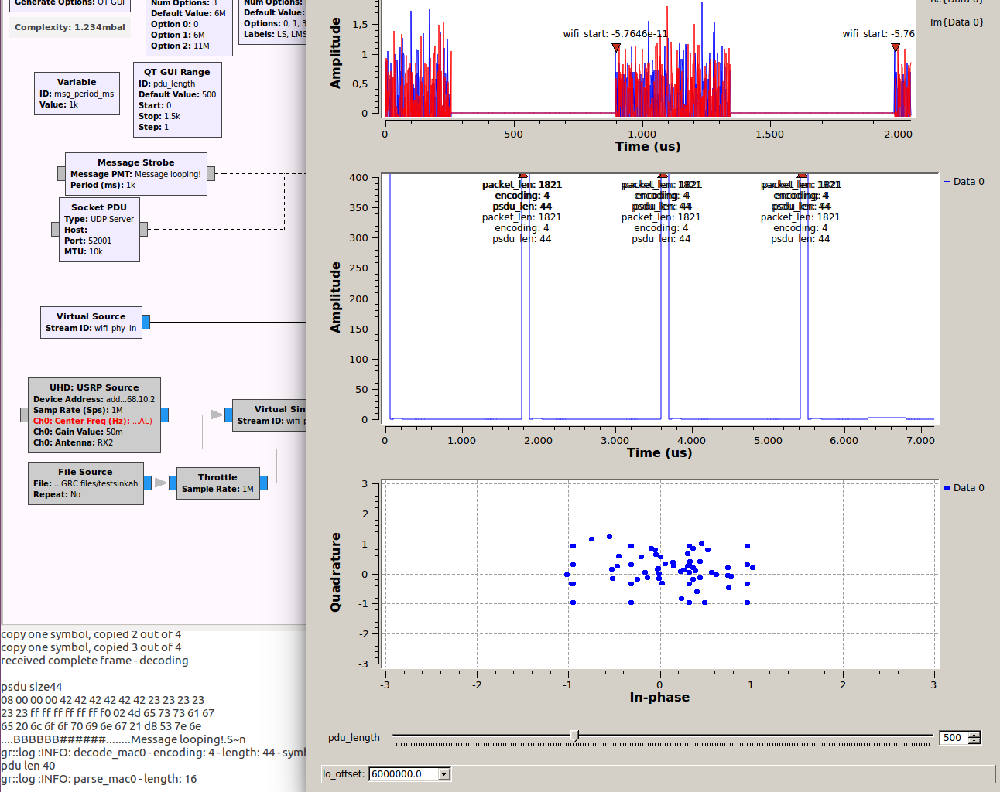 Generate Options: QT GUI
Complexity: 1.234mbal
Num Options: 3
Default Value: 6M
Option 0: 0
Option 1: 6M
Option 2: 11M
Num Options:
Default Value:
Options: 0, 1, 3
Labels: LS, LMS
Variable
ID: msg_period_ms
Value: 1k
QT GUI Range
ID: pdu_length
Default Value: 500
Start: 0
Stop: 1.5k
Step: 1
Message Strobe
Message PMT: Message looping!
Period (ms): 1k
Socket PDU
Type: UDP Server
Host:
Port: 52001
MTU: 10k
Virtual Source
Stream ID: wifi_phy_in
UHD: USRP Source
Device Address: add...68.10.2
Samp Rate (Sps): 1M
Ch0: Center Freq (Hz): ...AL)
Ch0: Gain Value: 50m
Ch0: Antenna: RX2
Virtual Sin
Stream ID: wifi_p
File Source
File: ...GRC files/testsinkah
Repeat: No
Throttle
Sample Rate: 1M
copy one symbol, copied 2 out of 4
copy one symbol, copied 3 out of 4
received complete frame - decoding
psdu size44
08 00 00 00 42 42 42 42 42 42 23 23 23 23
23 23 ff ff ff ff ff ff f0 02 4d 65 73 73 61 67
65 20 6c 6f 6f 70 69 6e 67 21 d8 53 7e 6e
....BBBBBB######........Message looping!.S~n
gr::log :INFO: decode_mac0 - encoding: 4 - length: 44 - symb
pdu len 40
gr::log :INFO: parse_mac0 - length: 16
Re{Data 0}
Im{Data 0}
wifi_start: -5.7646e-11
wifi_start: -5.76
Amplitude
1,5
1
0,5
0
0
500
1.000
1.500
2.000
Time (us)
Data 0
packet_len: 1821
encoding: 4
psdu_len: 44
packet_len: 1821
encoding: 4
psdu_len: 44
packet_len: 1821
encoding: 4
psdu_len: 44
packet_len: 1821
encoding: 4
psdu_len: 44
packet_len: 1821
encoding: 4
psdu_len: 44
packet_len: 1821
encoding: 4
psdu_len: 44
Amplitude
400
350
300
250
200
150
100
50
0
0
1.000
2.000
3.000
4.000
5.000
6.000
7.000
Time (us)
Data 0
Quadrature
3
2
1
0
-1
-2
-3
-3
-2
-1
0
1
2
3
In-phase
pdu_length
500
lo_offset: 6000000.0